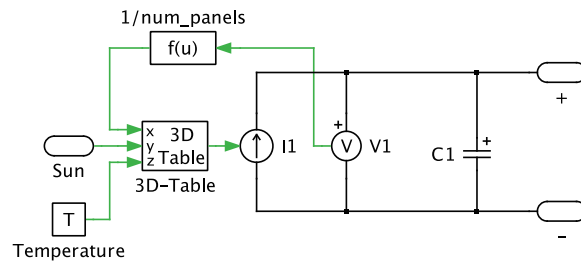 1/num_panels
f(u)
x
y
z
3D
Table
3D-Table
Sun
T
Temperature
I1
+
V
V1
+
C1
+
-